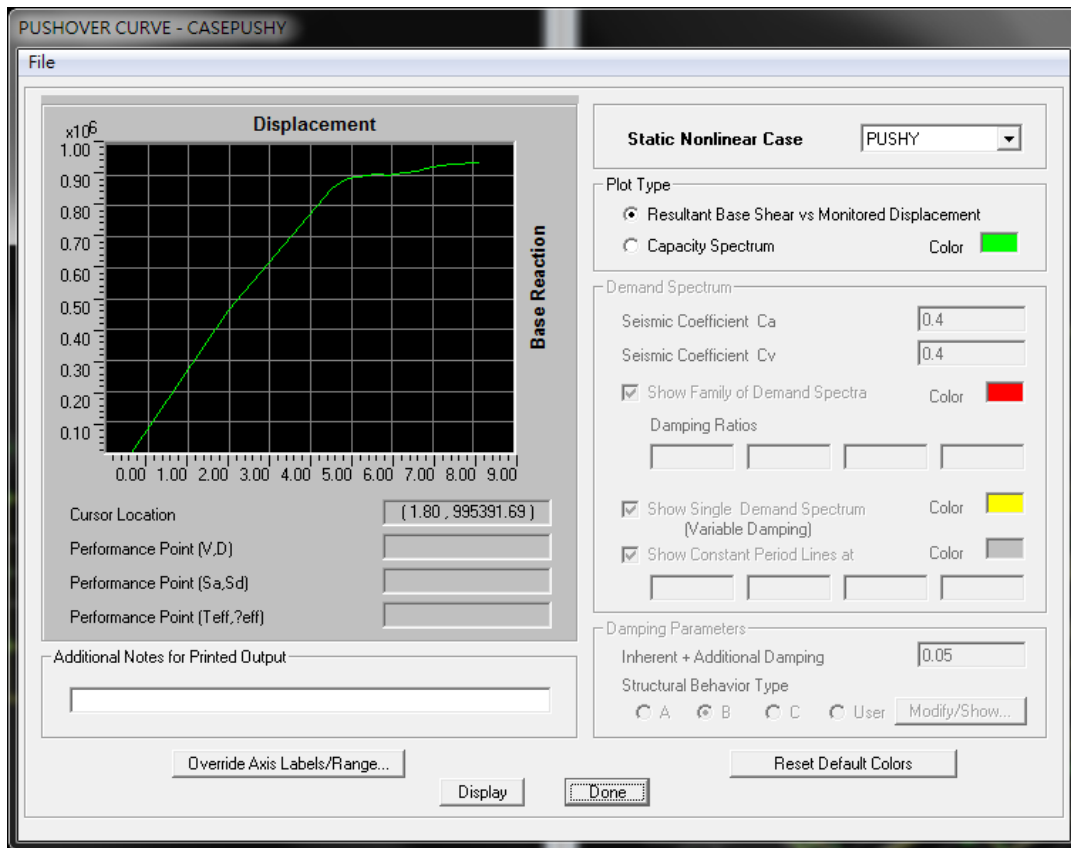 PUSHOVER CURVE - CASEPUSHY
File
Displacement
x10⁶
1.00
0.90
0.80
0.70
0.60
0.50
0.40
0.30
0.20
0.10
Base Reaction
0.00 1.00 2.00 3.00 4.00 5.00 6.00 7.00 8.00 9.00
Cursor Location
( 1.80 , 995391.69 )
Performance Point (V,D)
Performance Point (Sa,Sd)
Performance Point (Teff,?eff)
Additional Notes for Printed Output
Override Axis Labels/Range...
Static Nonlinear Case
PUSHY
Plot Type
Resultant Base Shear vs Monitored Displacement
Capacity Spectrum
Color
Demand Spectrum
Seismic Coefficient Ca
0.4
Seismic Coefficient Cv
0.4
Show Family of Demand Spectra
Color
Damping Ratios
Show Single Demand Spectrum
Color
(Variable Damping)
Show Constant Period Lines at
Color
Damping Parameters
Inherent + Additional Damping
0.05
Structural Behavior Type
A B C User Modify/Show...
Reset Default Colors
Display
Done